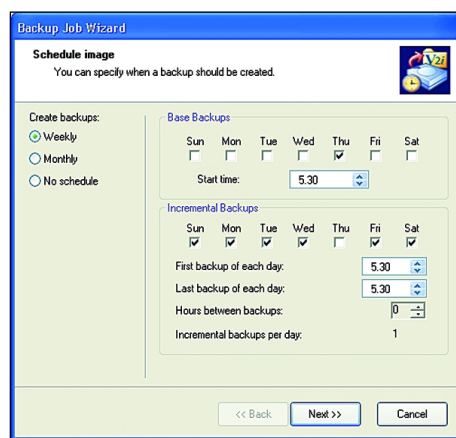 Backup Job Wizard
Schedule image
You can specify when a backup should be created.
V2i
Create backups:
Weekly
Monthly
No schedule
Base Backups
Sun Mon Tue Wed Thu Fri Sat
Start time: 5.30
Incremental Backups
Sun Mon Tue Wed Thu Fri Sat
First backup of each day: 5.30
Last backup of each day: 5.30
Hours between backups: 0
Incremental backups per day: 1
<< Back Next >> Cancel